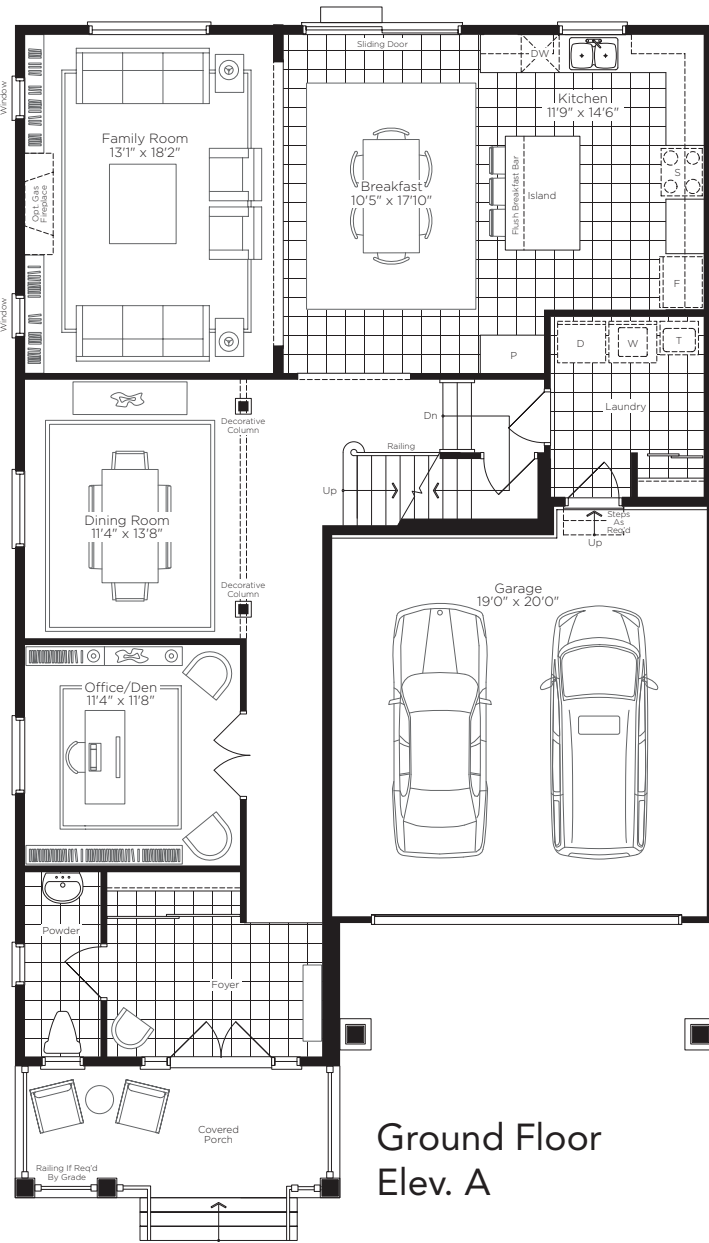 Sliding Door
DW
Kitchen
11'9" x 14'6"
Window
Family Room
13'1" x 18'2"
Opt. Gas
Fireplace
Breakfast
10'5" x 17'10"
Flush Breakfast Bar
Island
S
F
Window
P
D
W
T
Laundry
Decorative
Column
Dn
Railing
Up
Dining Room
11'4" x 13'8"
Steps
As
Req'd
Up
Decorative
Column
Garage
19'0" x 20'0"
Office/Den
11'4" x 11'8"
Powder
Foyer
Covered
Porch
Railing If Req'd
By Grade
Ground Floor
Elev. A